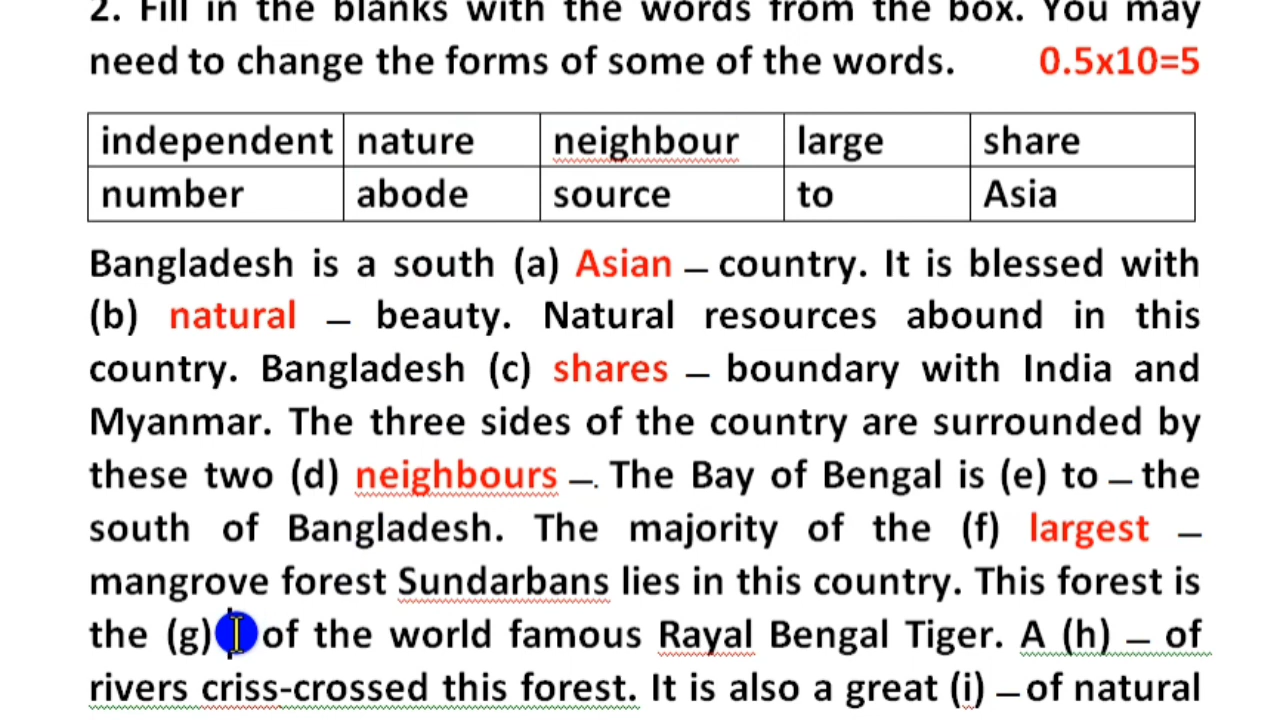 2. Fill in the blanks with the words from the box. You may
need to change the forms of some of the words. 0.5x10=5
independent nature neighbour large share
number abode source to Asia
Bangladesh is a south (a) Asian – country. It is blessed with
(b) natural – beauty. Natural resources abound in this
country. Bangladesh (c) shares – boundary with India and
Myanmar. The three sides of the country are surrounded by
these two (d) neighbours –. The Bay of Bengal is (e) to – the
south of Bangladesh. The majority of the (f) largest –
mangrove forest Sundarbans lies in this country. This forest is
the (g) of the world famous Rayal Bengal Tiger. A (h) – of
rivers criss-crossed this forest. It is also a great (i) – of natural